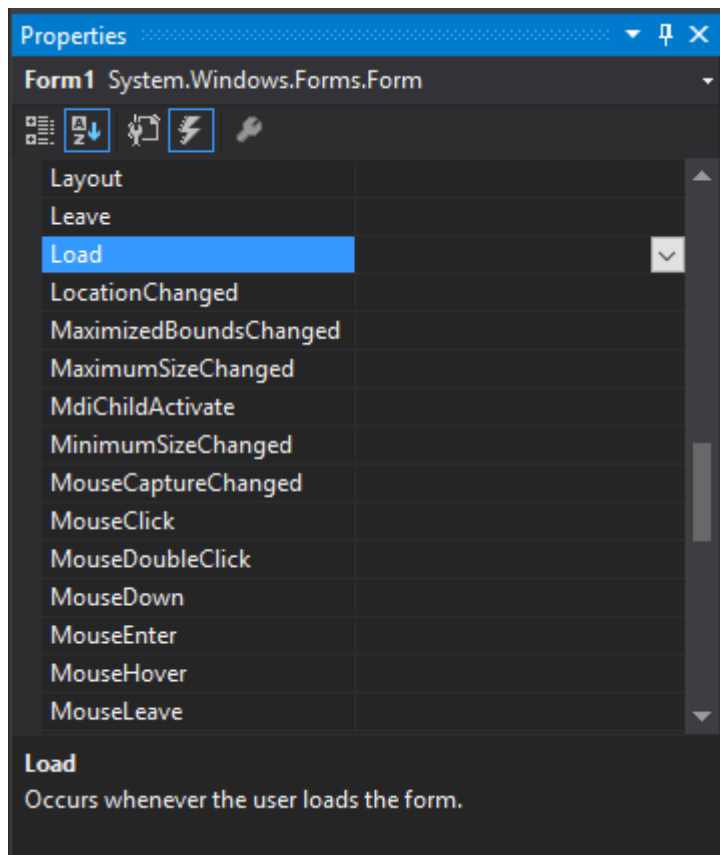 Properties
Form1 System.Windows.Forms.Form
Layout
Leave
Load
LocationChanged
MaximizedBoundsChanged
MaximumSizeChanged
MdiChildActivate
MinimumSizeChanged
MouseCaptureChanged
MouseClick
MouseDoubleClick
MouseDown
MouseEnter
MouseHover
MouseLeave
Load
Occurs whenever the user loads the form.